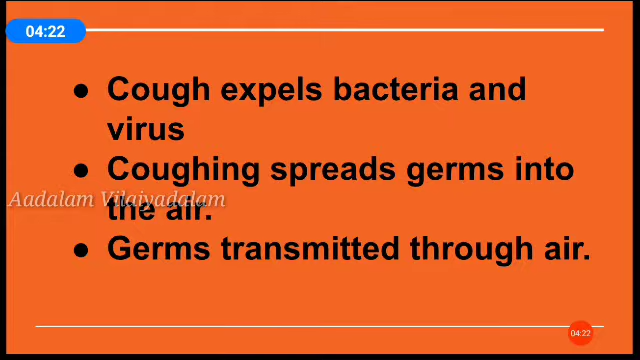 04:22
● Cough expels bacteria and
virus
● Coughing spreads germs into
Aadalam Vilaiyadalam
the air.
● Germs transmitted through air.
04:22